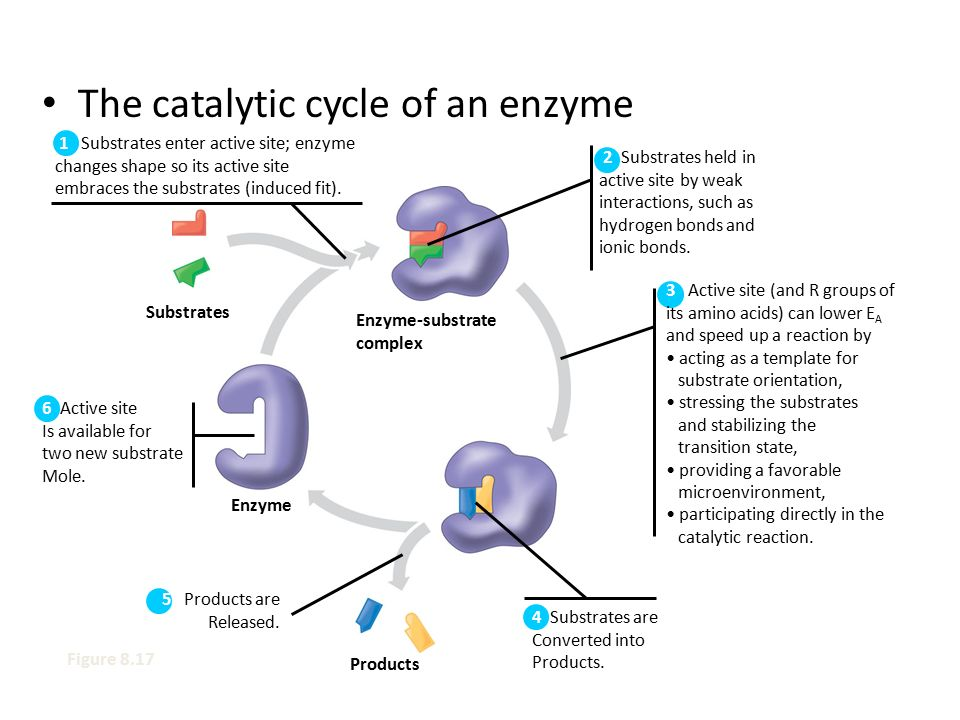 • The catalytic cycle of an enzyme
1 Substrates enter active site; enzyme
changes shape so its active site
embraces the substrates (induced fit).
2 Substrates held in
active site by weak
interactions, such as
hydrogen bonds and
ionic bonds.
Substrates
Enzyme-substrate
complex
3 Active site (and R groups of
its amino acids) can lower EA
and speed up a reaction by
• acting as a template for
substrate orientation,
• stressing the substrates
and stabilizing the
transition state,
• providing a favorable
microenvironment,
• participating directly in the
catalytic reaction.
6 Active site
Is available for
two new substrate
Mole.
Enzyme
5 Products are
Released.
4 Substrates are
Converted into
Products.
Products
Figure 8.17